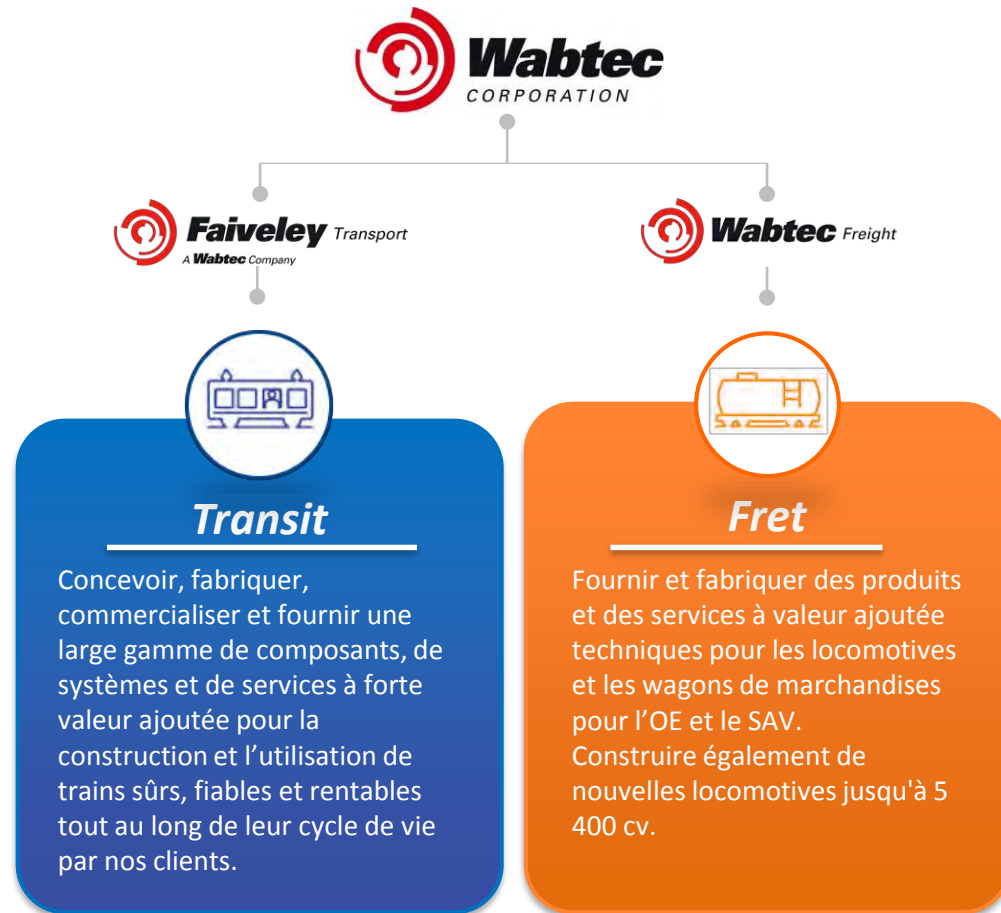 Wabtec
CORPORATION
Faiveley Transport
A Wabtec Company
Wabtec Freight
Transit
Concevoir, fabriquer,
commercialiser et fournir une
large gamme de composants, de
systèmes et de services à forte
valeur ajoutée pour la
construction et l’utilisation de
trains sûrs, fiables et rentables
tout au long de leur cycle de vie
par nos clients.
Fret
Fournir et fabriquer des produits
et des services à valeur ajoutée
techniques pour les locomotives
et les wagons de marchandises
pour l’OE et le SAV.
Construire également de
nouvelles locomotives jusqu'à 5
400 cv.